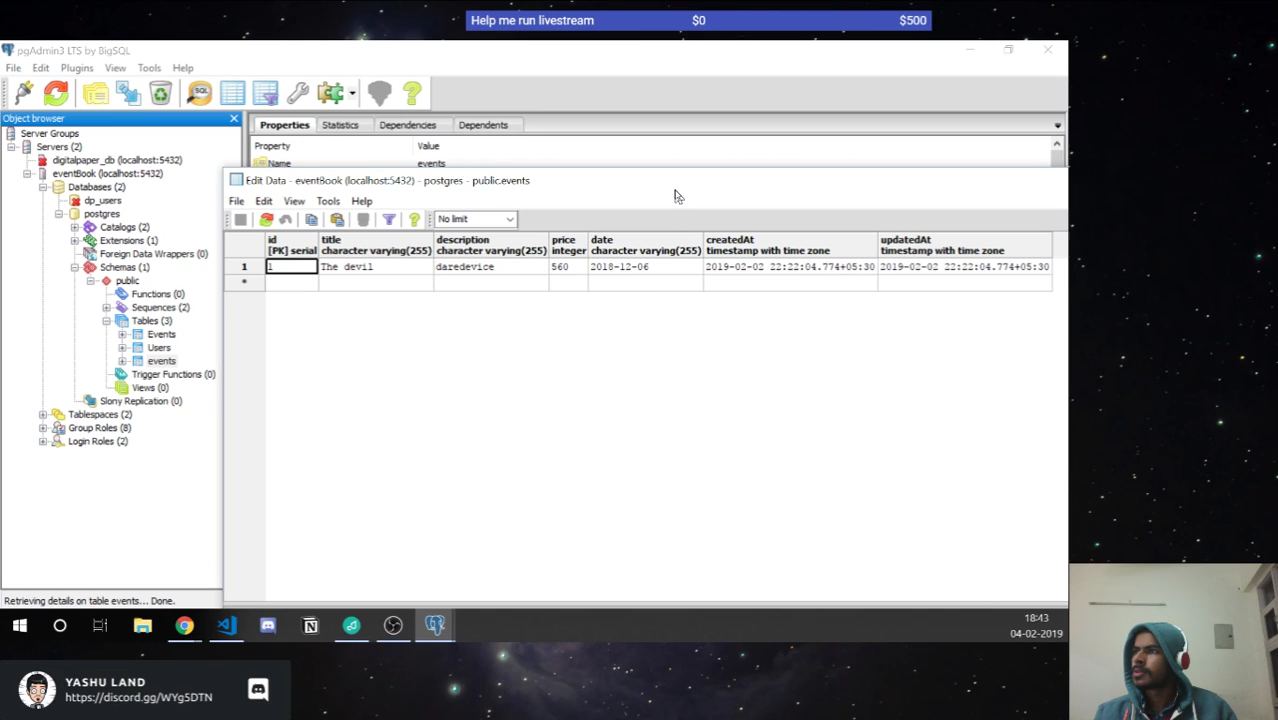 Help me run livestream $0 $500
pgAdmin3 LTS by BigSQL
File Edit Plugins View Tools Help
SQL
Object browser
Properties Statistics Dependencies Dependents
Server Groups
Property Value
Servers (2)
digitalpaper_db (localhost:5432)
Name events
eventBook (localhost:5432)
Edit Data - eventBook (localhost:5432) - postgres - public.events
Databases (2)
dp_users
File Edit View Tools Help
postgres
No limit
Catalogs (2)
Extensions (1)
Foreign Data Wrappers (0)
Schemas (1)
public
Functions (0)
Sequences (2)
Tables (3)
Events
Users
events
Trigger Functions (0)
Views (0)
Slony Replication (0)
Tablespaces (2)
Group Roles (8)
Login Roles (2)
id title description price date createdAt updatedAt
[PK] serial character varying(255) character varying(255) integer character varying(255) timestamp with time zone timestamp with time zone
1 1 The devil daredevice 560 2018-12-06 2019-02-02 22:22:04.774+05:30 2019-02-02 22:22:04.774+05:30
*
Retrieving details on table events... Done.
18:43
04-02-2019
YASHU LAND
https://discord.gg/WYg5DTN